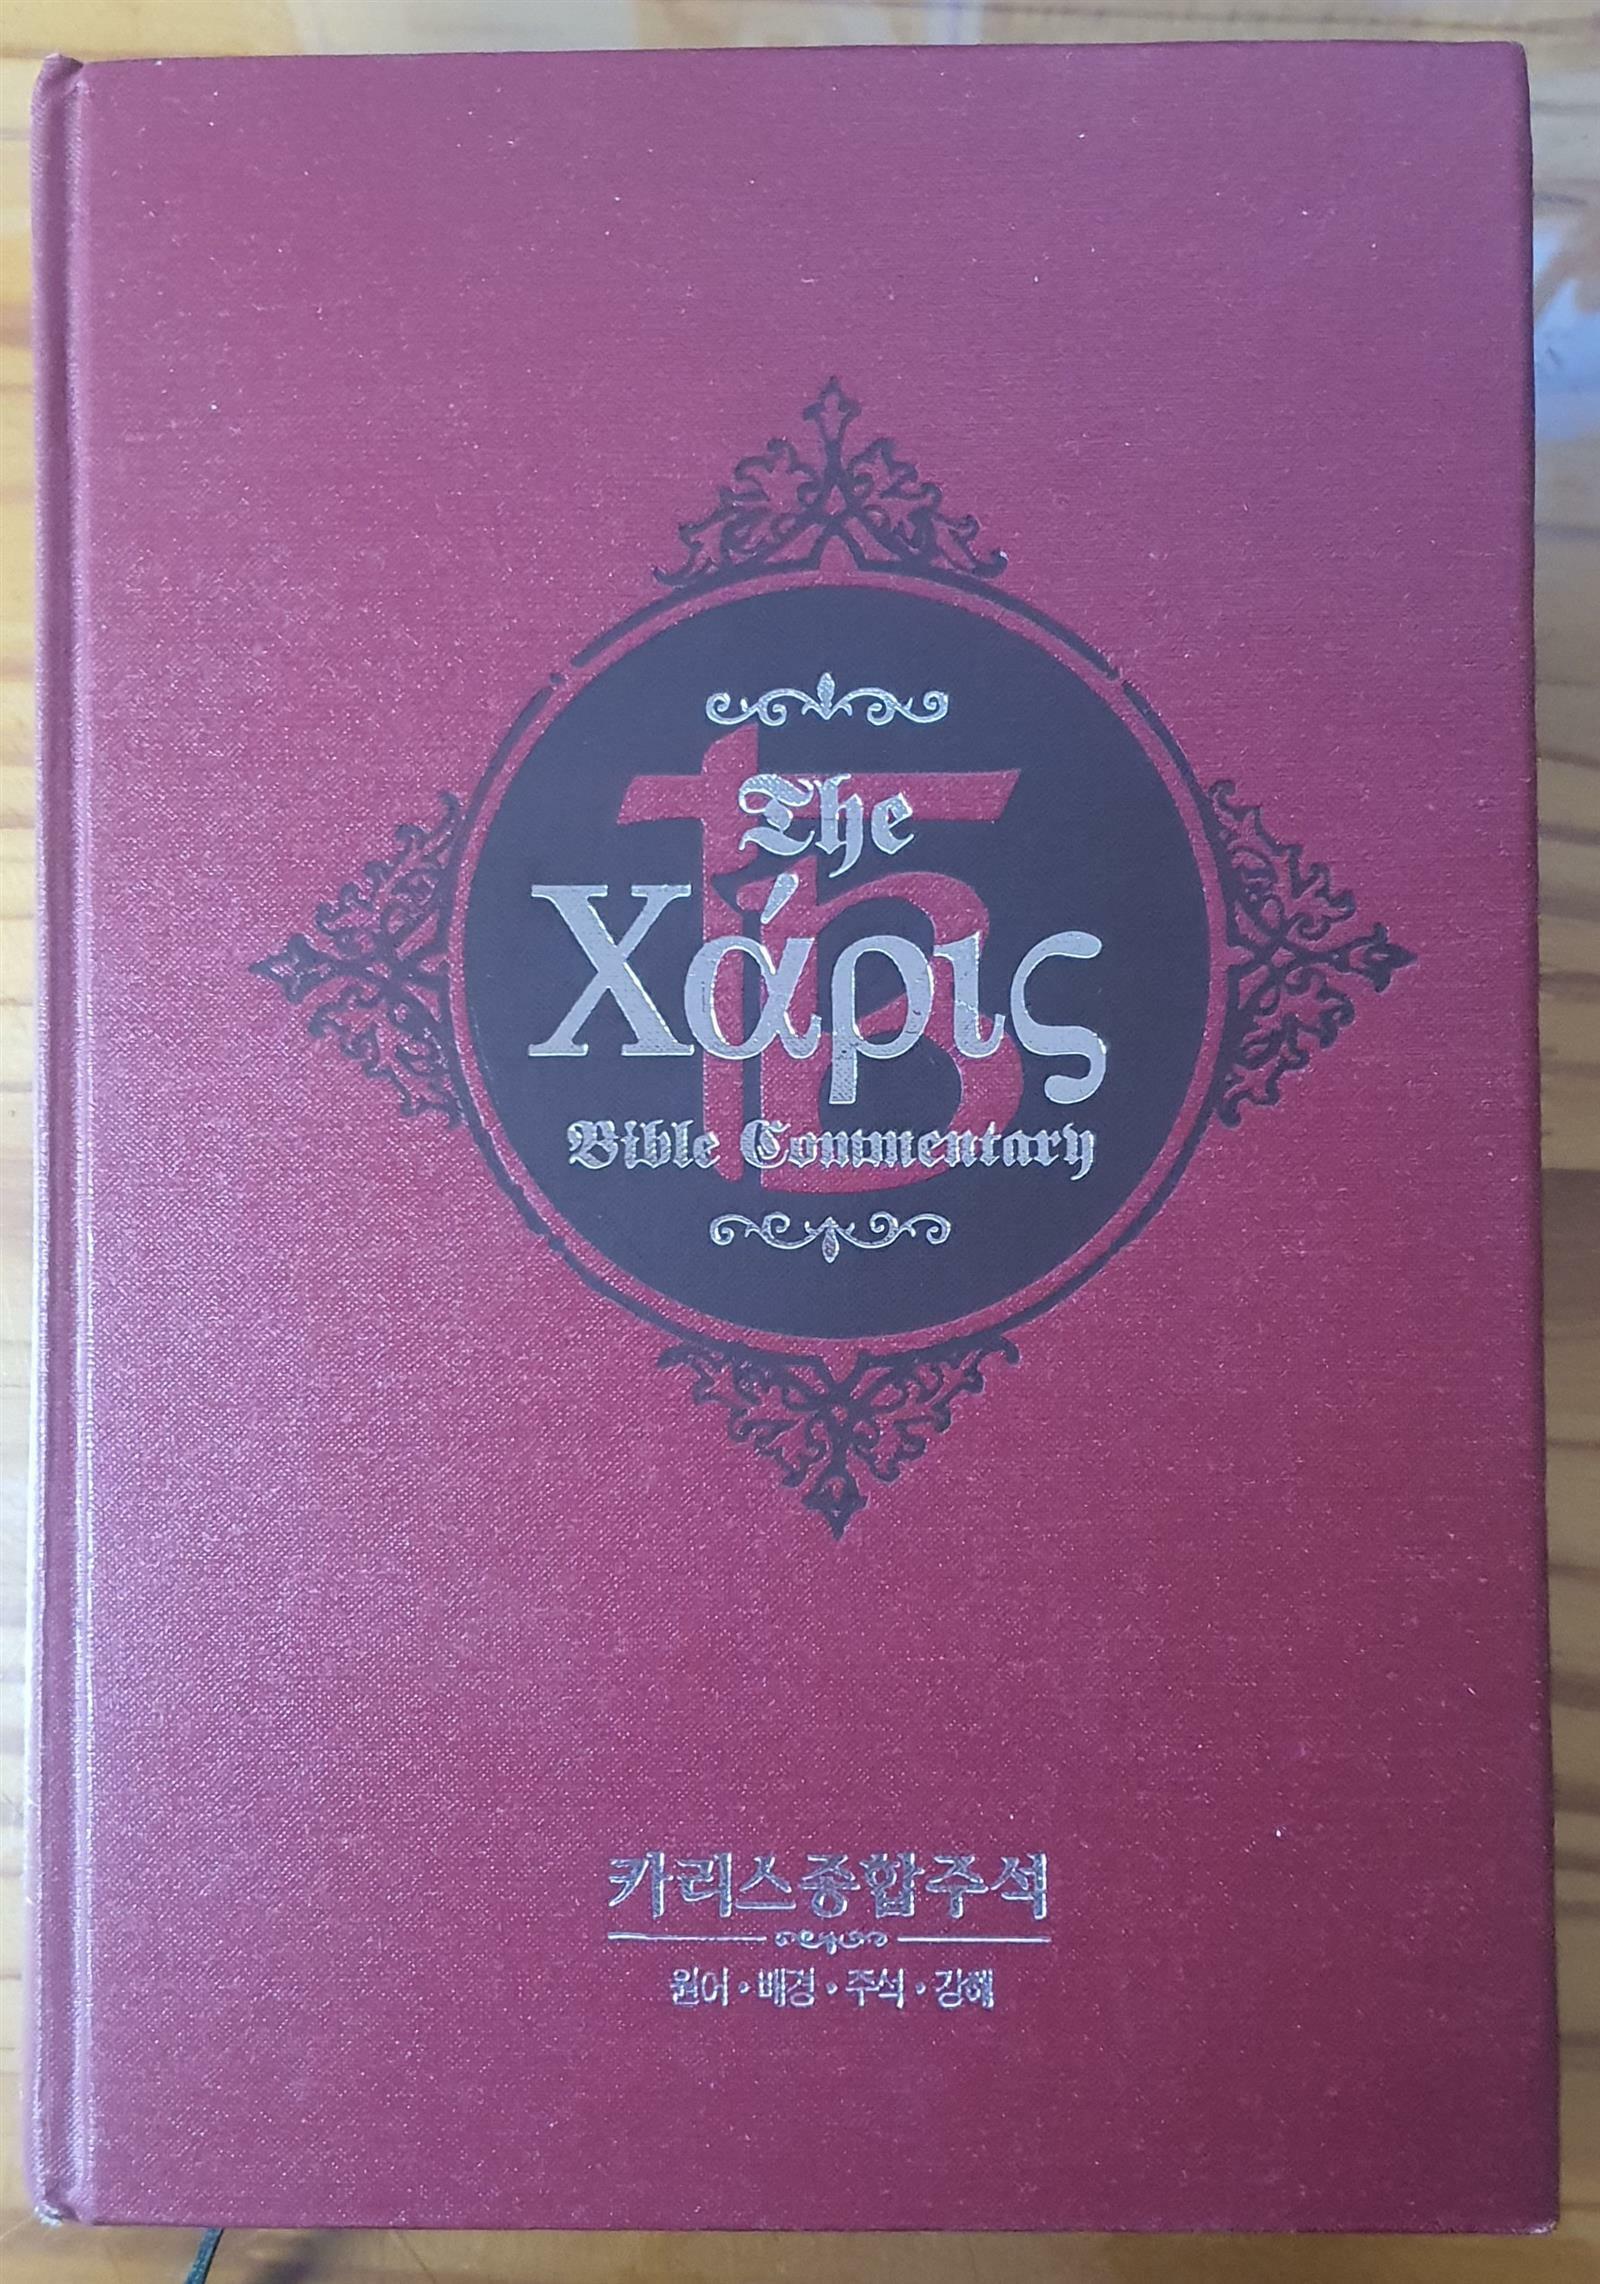 The
Χάρις
Bible Commentary
카리스종합주석
원어·배경·주석·강해